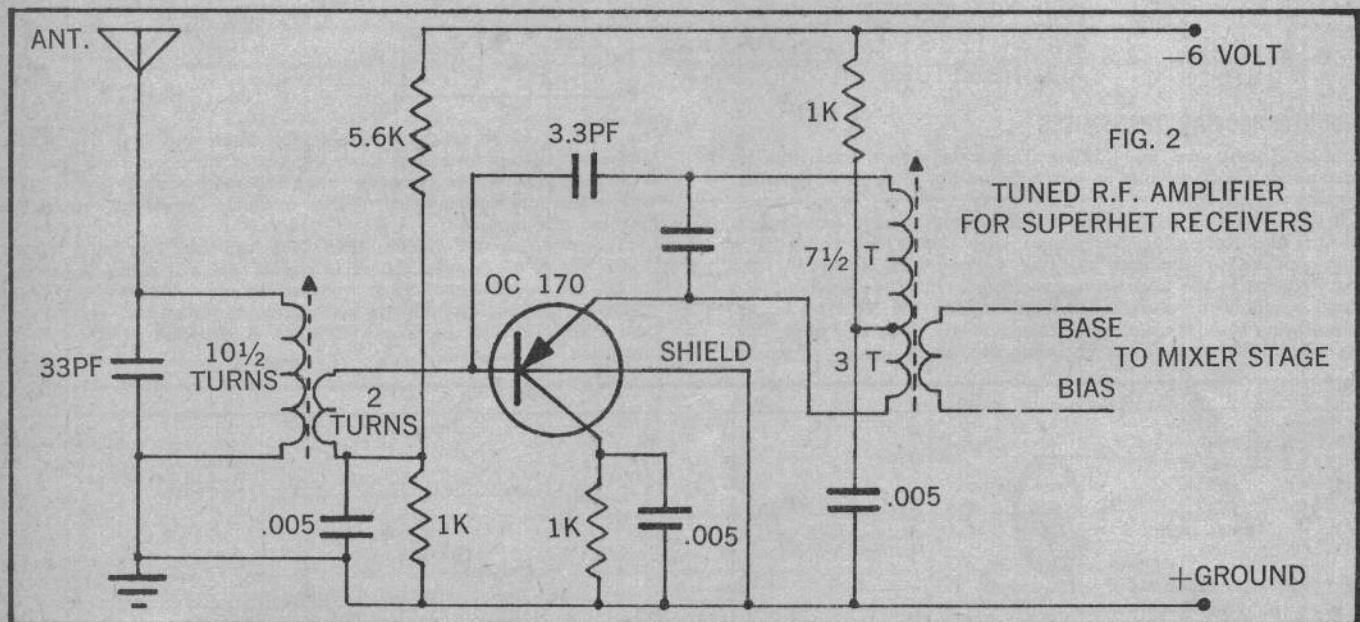 ANT.
—6 VOLT
1K
5.6K
3.3PF
FIG. 2
TUNED R.F. AMPLIFIER
FOR SUPERHET RECEIVERS
7½ T
OC 170
SHIELD
BASE
TO MIXER STAGE
33PF
10½
TURNS
3 T
BIAS
2
TURNS
.005
1K
1K
.005
.005
+GROUND